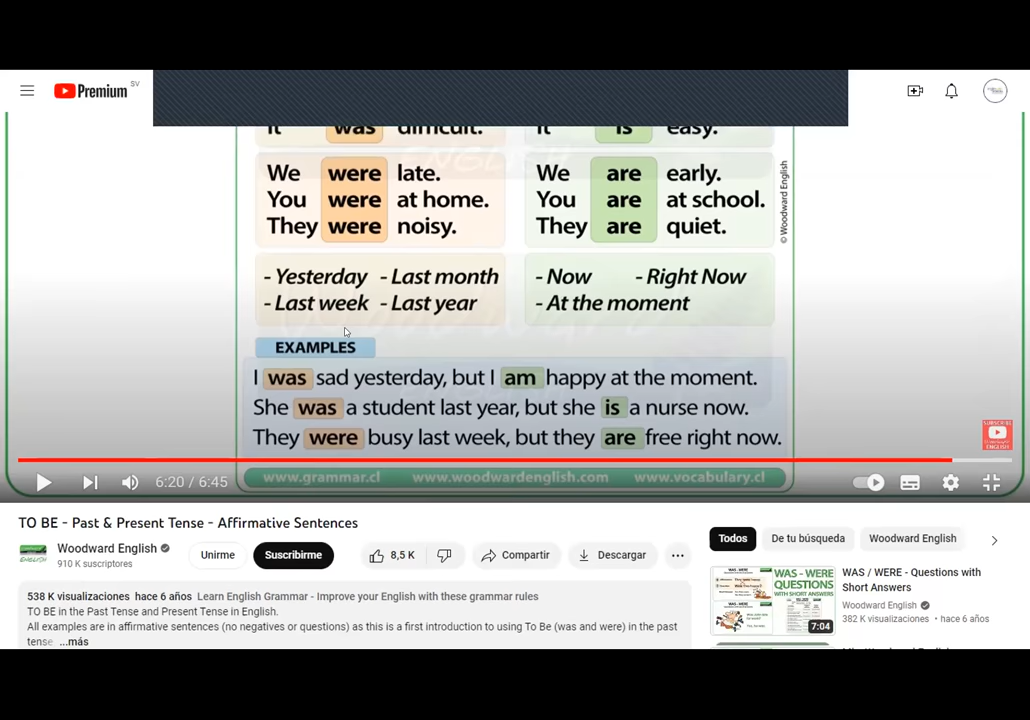 Premium SV
It was difficult. It is easy.
We were late. We are early.
You were at home. You are at school.
They were noisy. They are quiet.
© Woodward English
- Yesterday - Last month - Now - Right Now
- Last week - Last year - At the moment
EXAMPLES
I was sad yesterday, but I am happy at the moment.
She was a student last year, but she is a nurse now.
They were busy last week, but they are free right now.
SUBSCRIBE
www.grammar.cl www.woodwardenglish.com www.vocabulary.cl
6:20 / 6:45
TO BE - Past & Present Tense - Affirmative Sentences
Woodward English
910 K suscriptores
Unirme
Suscribirme
8,5 K
Compartir
Descargar
Todos De tu búsqueda Woodward English
538 K visualizaciones hace 6 años Learn English Grammar - Improve your English with these grammar rules
TO BE in the Past Tense and Present Tense in English.
All examples are in affirmative sentences (no negatives or questions) as this is a first introduction to using To Be (was and were) in the past
tense ...más
WAS - WERE
QUESTIONS
WITH SHORT ANSWERS
7:04
WAS / WERE - Questions with
Short Answers
Woodward English
382 K visualizaciones • hace 6 años